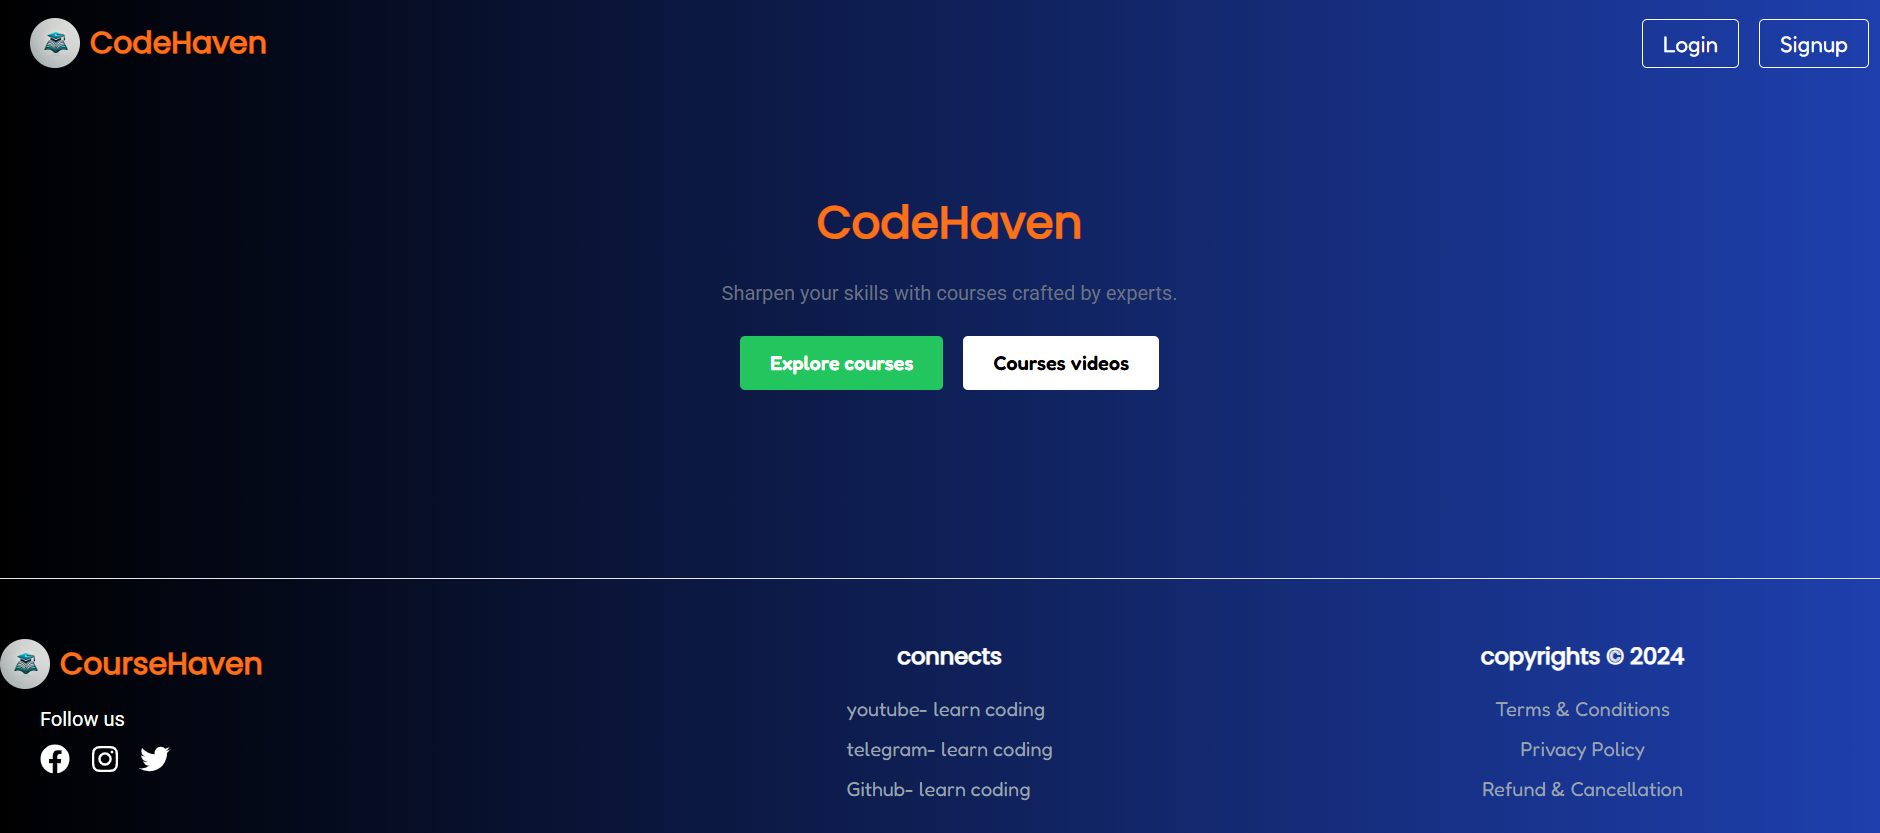 CodeHaven
Login
Signup
CodeHaven
Sharpen your skills with courses crafted by experts.
Explore courses
Courses videos
CourseHaven
Follow us
connects
youtube- learn coding
telegram- learn coding
Github- learn coding
copyrights © 2024
Terms & Conditions
Privacy Policy
Refund & Cancellation